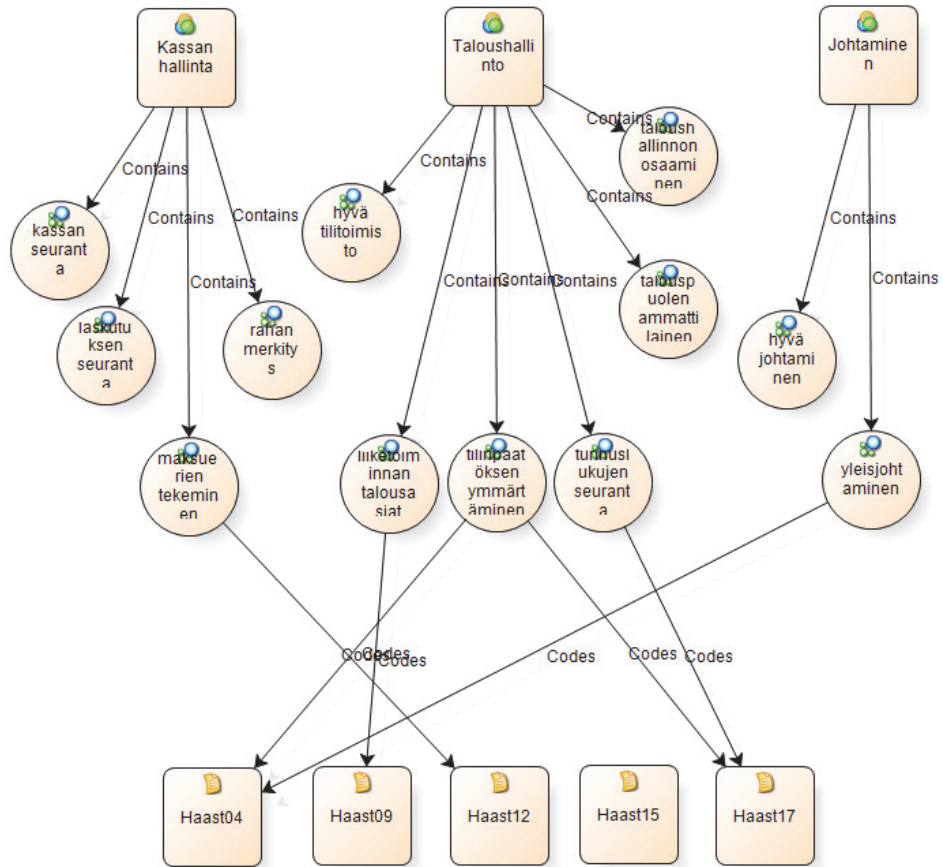 Kassan
hallinta
Taloushalli
nto
Johtamine
n
Contains
taloush
allinnon
osaami
nen
Contains
Contains
Contains
kassan
seurant
a
Contains
Contains
hyvä
tilitoimis
to
Contains
Contains
Contains
Contains
Contains
Contains
Contains
laskutu
ksen
seurant
a
rahan
merkity
s
talousp
uolen
ammatti
lainen
hyvä
johtami
nen
maksue
rien
tekemin
en
liiketoim
innan
talousa
siat
tilinpäät
öksen
ymmärt
äminen
tunnusl
ukujen
seurant
a
yleisjoht
aminen
Codes
Codes
Codes
Codes
Codes
Codes
Haast04
Haast09
Haast12
Haast15
Haast17